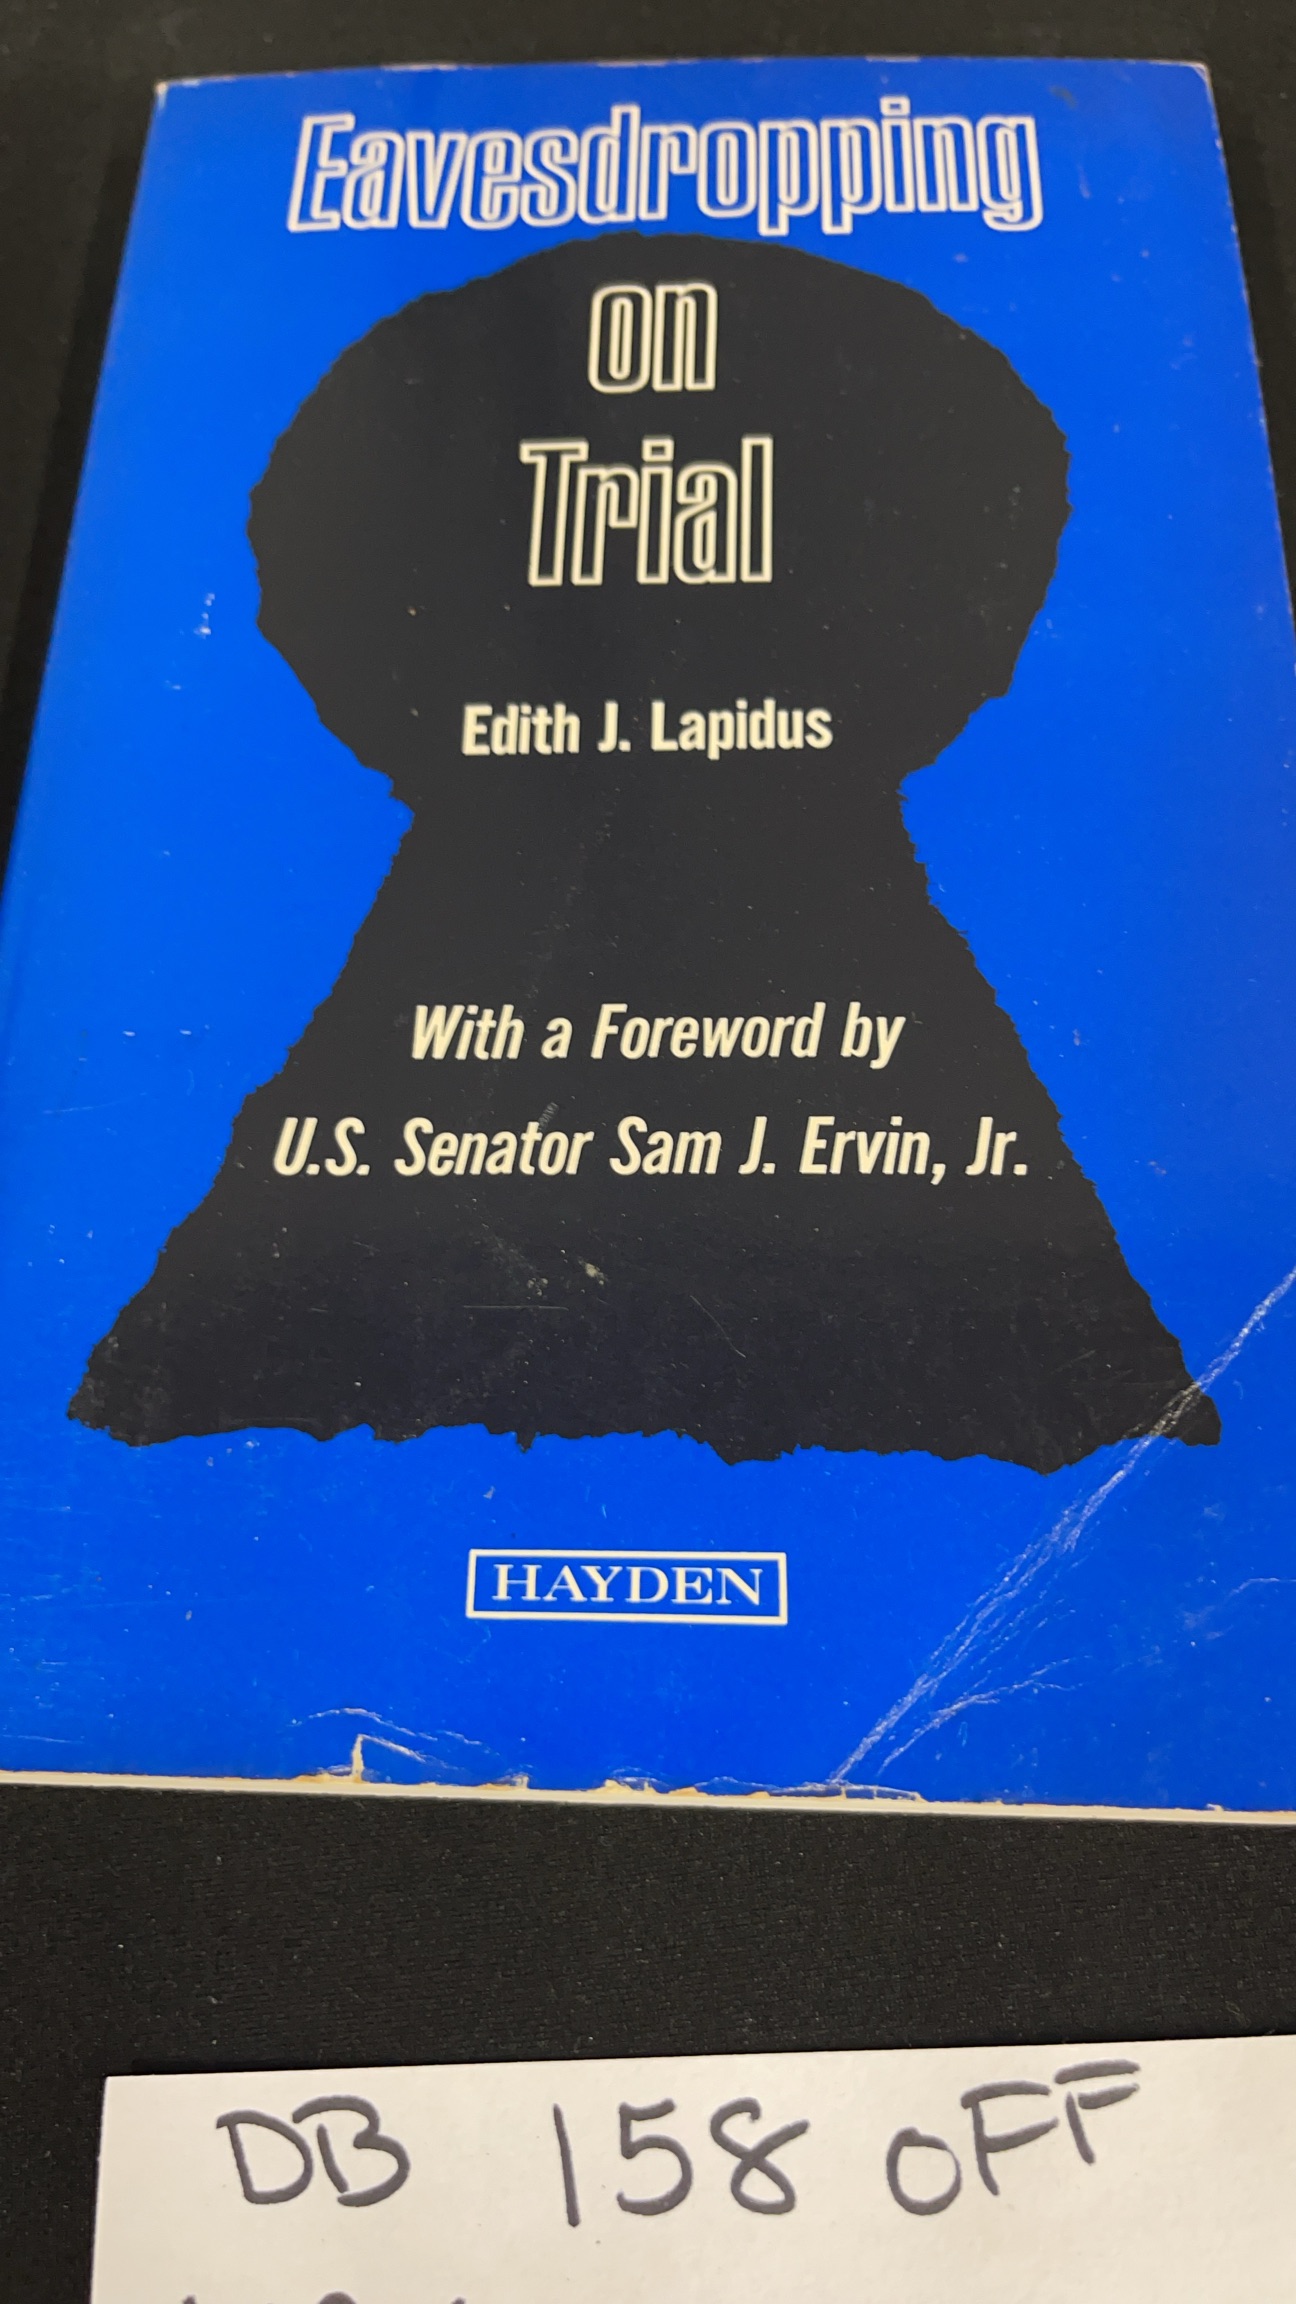 Eavesdropping
on
Trial
Edith J. Lapidus
With a Foreword by
U.S. Senator Sam J. Ervin, Jr.
HAYDEN
DB 158 OFF